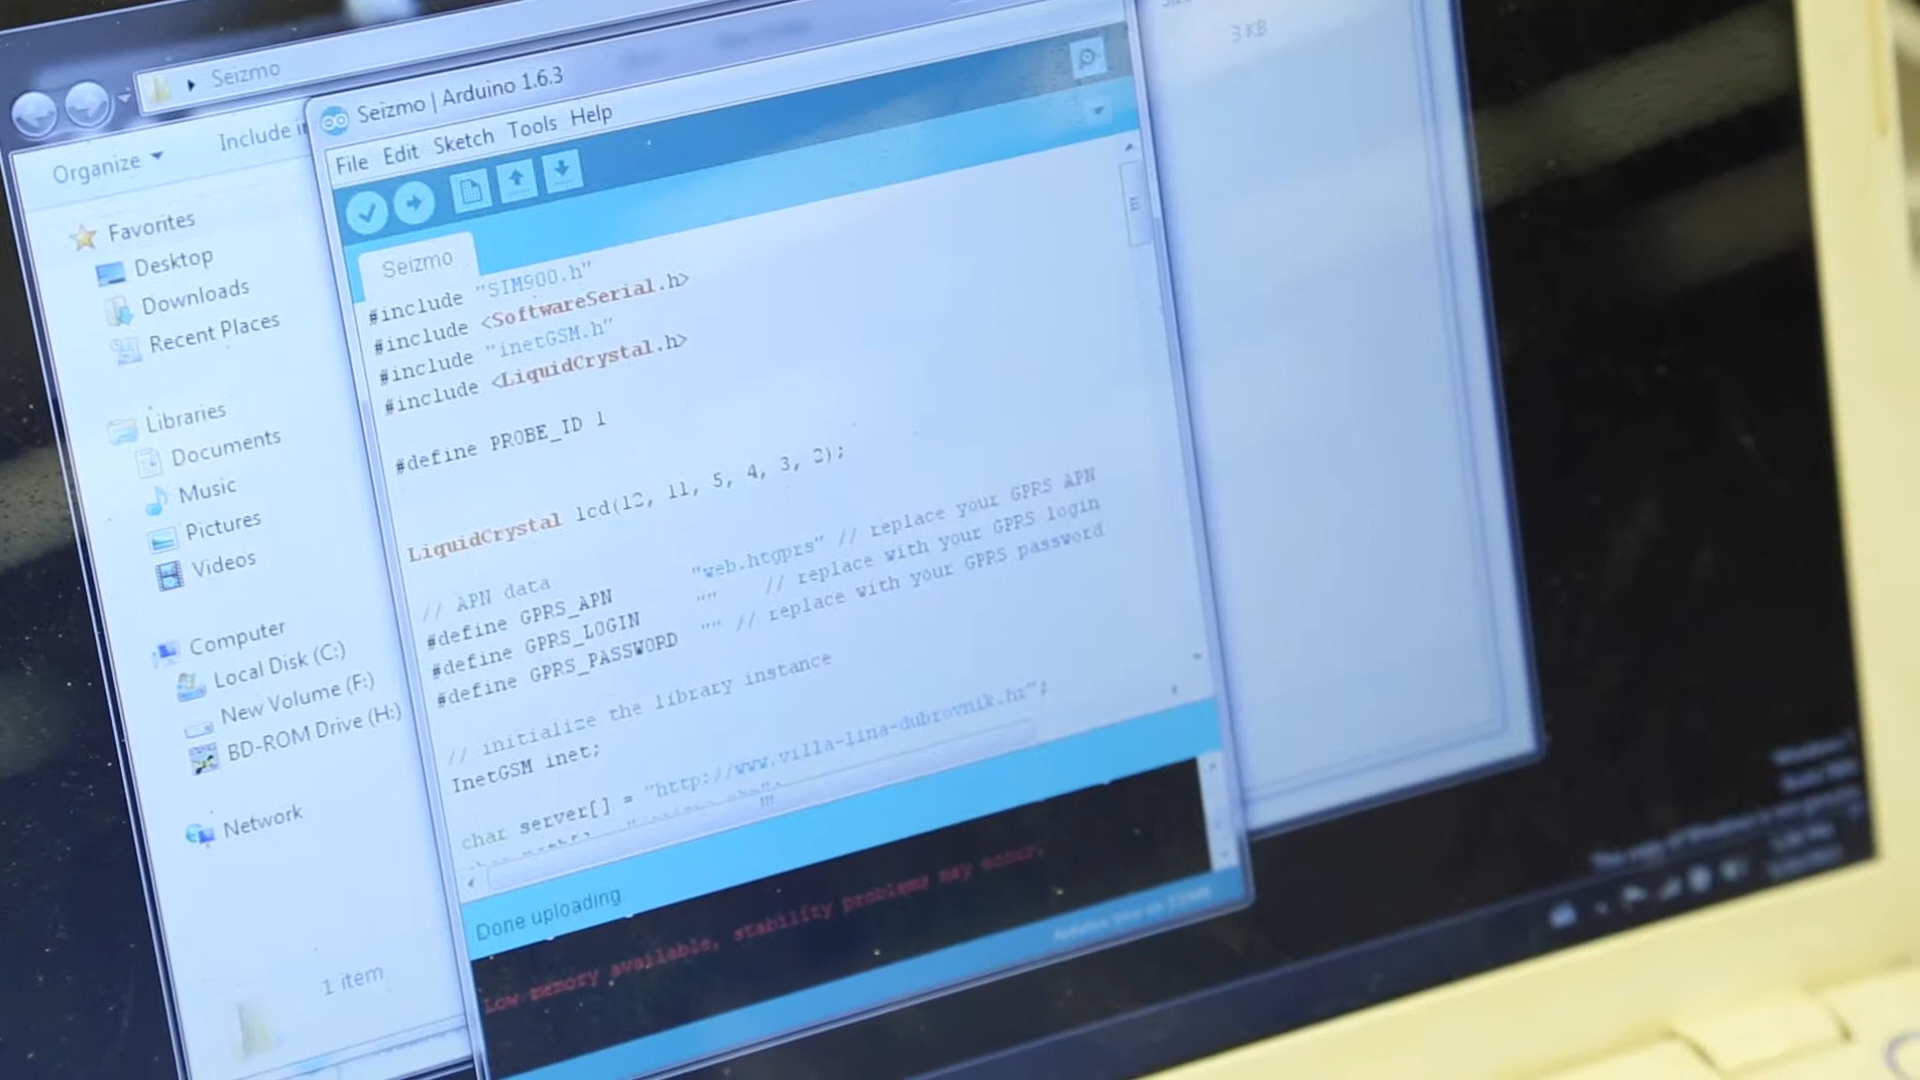 Seizmo
3 KB
Organize
Include i
Favorites
Desktop
Downloads
Recent Places
Libraries
Documents
Music
Pictures
Videos
Computer
Local Disk (C:)
New Volume (F:)
BD-ROM Drive (H:)
Network
1 item
Seizmo | Arduino 1.6.3
File Edit Sketch Tools Help
Seizmo
#include "SIM900.h"
#include <SoftwareSerial.h>
#include "inetGSM.h"
#include <LiquidCrystal.h>
#define PROBE_ID 1
LiquidCrystal lcd(12, 11, 5, 4, 3, 2);
// APN data
#define GPRS_APN "web.htgprs" // replace your GPRS APN
#define GPRS_LOGIN "" // replace with your GPRS login
#define GPRS_PASSWORD "" // replace with your GPRS password
// initialize the library instance
InetGSM inet;
char server[] = "http://www.villa-lina-dubrovnik.hr";
Done uploading
Low memory available, stability problems may occur.